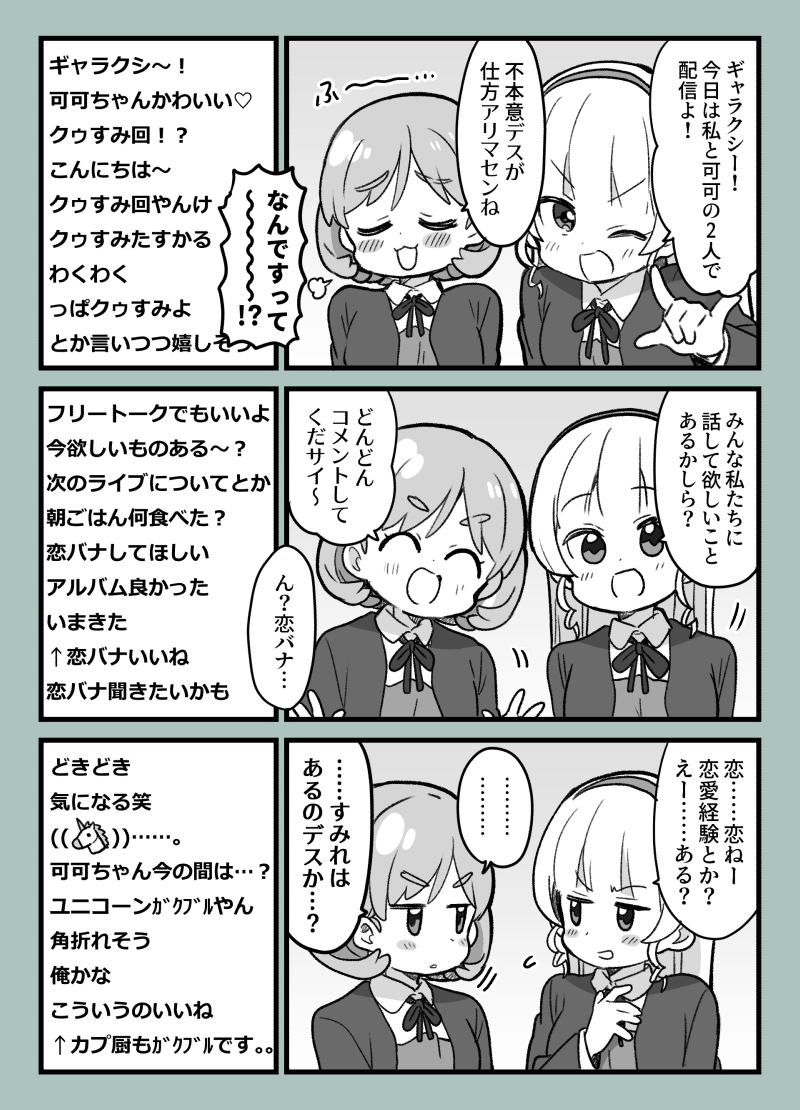 ギャラクシー！
今日は私と可可の2人で
配信よ！
不本意デスが
仕方アリマセンね
ふーー…
なんですって
〜〜〜〜〜!?
ギャラクシ〜！
可可ちゃんかわいい♡
クゥすみ回！？
こんにちは〜
クゥすみ回やんけ
クゥすみたすかる
わくわく
っぱクゥすみよ
とか言いつつ嬉しそう
みんな私たちに
話して欲しいこと
あるかしら？
どんどん
コメントして
くだサイ〜
ん？恋バナ…
フリートークでもいいよ
今欲しいものある〜？
次のライブについてとか
朝ごはん何食べた？
恋バナしてほしい
アルバム良かった
いまきた
↑恋バナいいね
恋バナ聞きたいかも
恋……恋ねー
恋愛経験とか？
えー……ある？
…………
……すみれは
あるのデスか…？
どきどき
気になる笑
((🦄))……。
可可ちゃん今の間は…？
ユニコーンｶﾞｸﾌﾞﾙやん
角折れそう
俺かな
こういうのいいね
↑カプ厨もｶﾞｸﾌﾞﾙです。。